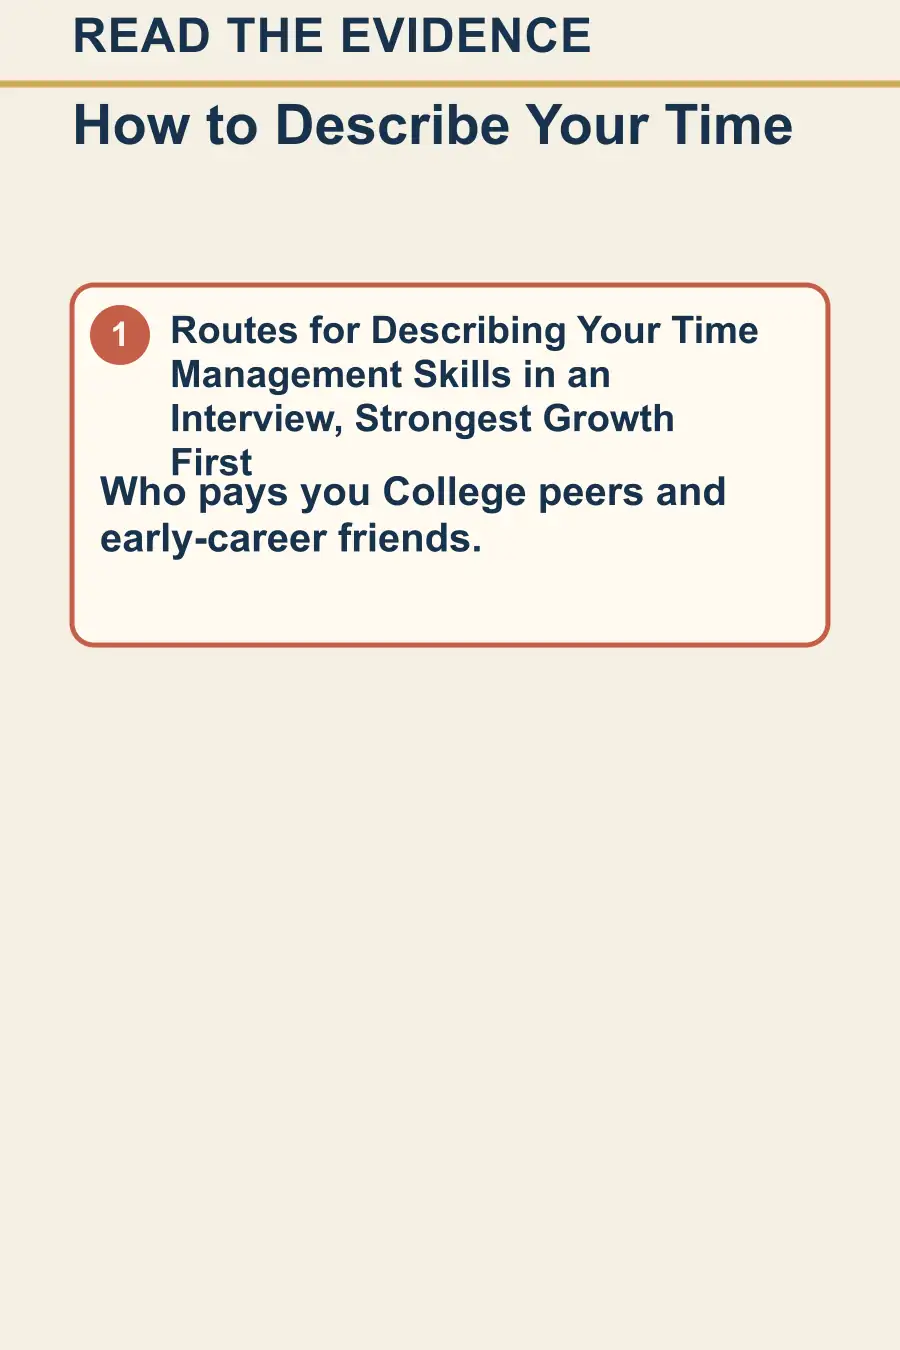 READ THE EVIDENCE
How to Describe Your Time
1
Routes for Describing Your Time
Management Skills in an
Interview, Strongest Growth
First
Who pays you College peers and
early-career friends.